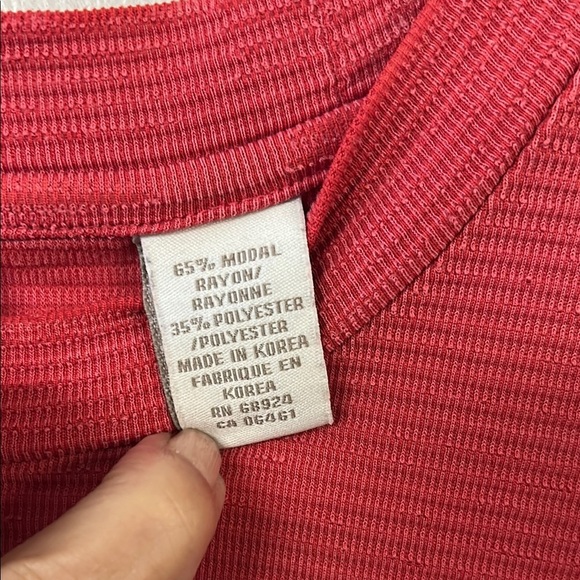 65% MODAL
RAYON/
RAYONNE
35% POLYESTER
/POLYESTER
MADE IN KOREA
FABRIQUE EN
KOREA
RN 68924
CA 06461